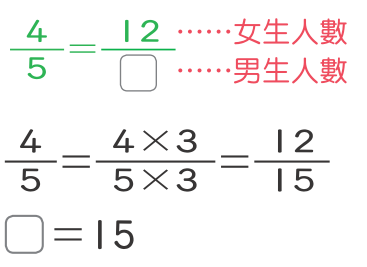 4/5 = 12/□ ……女生人數
……男生人數
4/5 = 4×3/5×3 = 12/15
□=15